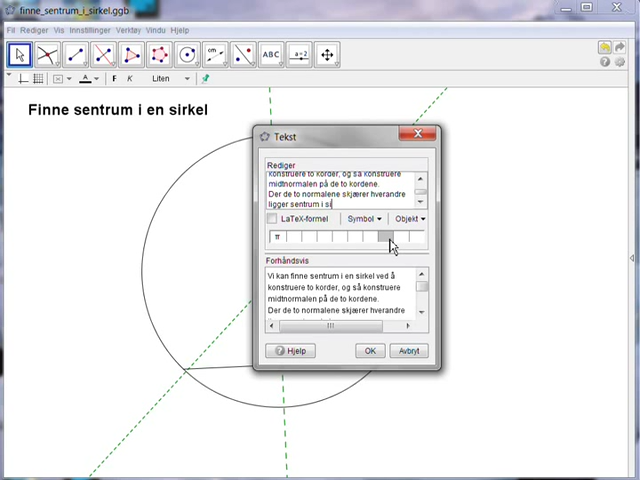 finne_sentrum_i_sirkel.ggb
Fil Rediger Vis Innstillinger Verktøy Vindu Hjelp
cm ABC a=2
A F K Liten
Finne sentrum i en sirkel
Tekst
Rediger
konstruere to korder, og så konstruere
midtnormalen på de to kordene.
Der de to normalene skjærer hverandre
ligger sentrum i si
LaTeX-formel Symbol Objekt
π
Forhåndsvis
Vi kan finne sentrum i en sirkel ved å
konstruere to korder, og så konstruere
midtnormalen på de to kordene.
Der de to normalene skjærer hverandre
? Hjelp OK Avbryt